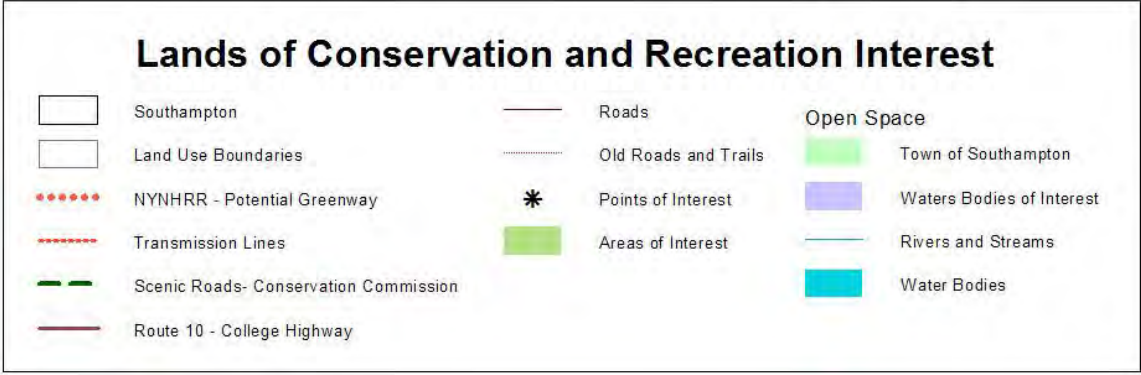 Lands of Conservation and Recreation Interest
Southampton
Land Use Boundaries
NYNHRR - Potential Greenway
Transmission Lines
Scenic Roads- Conservation Commission
Route 10 - College Highway
Roads
Old Roads and Trails
Points of Interest
Areas of Interest
Open Space
Town of Southampton
Waters Bodies of Interest
Rivers and Streams
Water Bodies